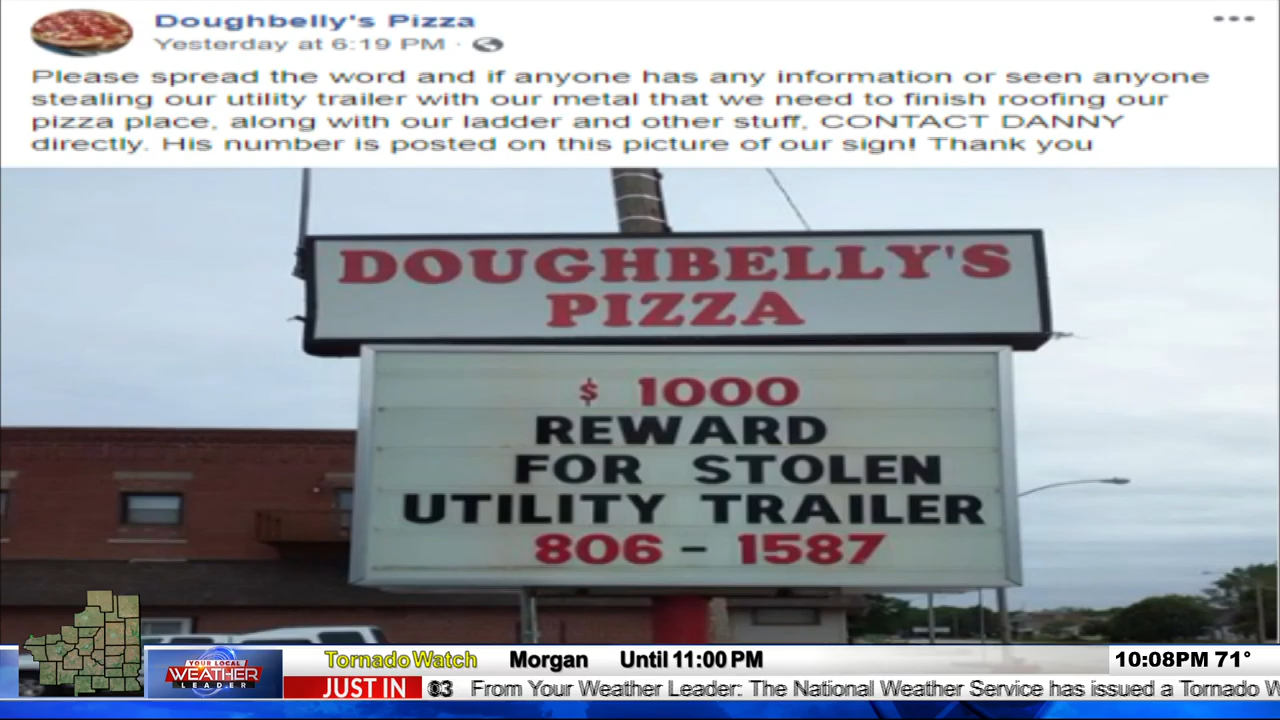 Doughbelly's Pizza
Yesterday at 6:19 PM ·
Please spread the word and if anyone has any information or seen anyone
stealing our utility trailer with our metal that we need to finish roofing our
pizza place, along with our ladder and other stuff, CONTACT DANNY
directly. His number is posted on this picture of our sign! Thank you
DOUGHBELLY'S
PIZZA
$ 1000
REWARD
FOR STOLEN
UTILITY TRAILER
806 - 1587
YOUR LOCAL
WEATHER
LEADER
Tornado Watch Morgan Until 11:00 PM
10:08PM 71°
JUST IN From Your Weather Leader: The National Weather Service has issued a Tornado W